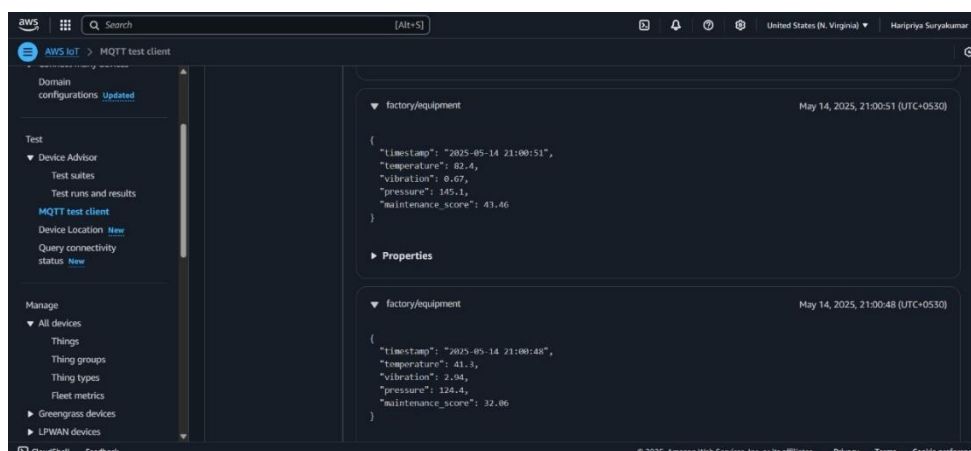 aws
Search [Alt+S] United States (N. Virginia) Haripriya Suryakumar
AWS IoT > MQTT test client
Domain
configurations Updated
Test
Device Advisor
Test suites
Test runs and results
MQTT test client
Device Location New
Query connectivity
status New
Manage
All devices
Things
Thing groups
Thing types
Fleet metrics
Greengrass devices
LPWAN devices
factory/equipment May 14, 2025, 21:00:51 (UTC+0530)
{
"timestamp": "2025-05-14 21:00:51",
"temperature": 82.4,
"vibration": 0.67,
"pressure": 145.1,
"maintenance_score": 43.46
}
Properties
factory/equipment May 14, 2025, 21:00:48 (UTC+0530)
{
"timestamp": "2025-05-14 21:00:48",
"temperature": 41.3,
"vibration": 2.94,
"pressure": 124.4,
"maintenance_score": 32.06
}